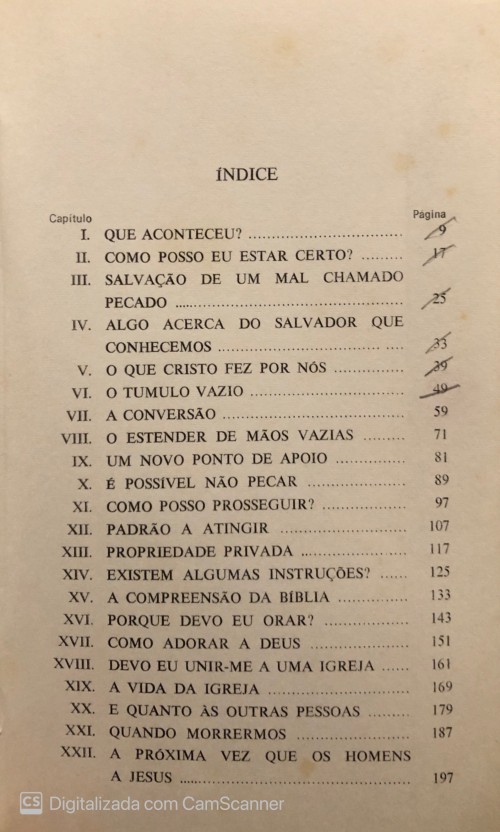 ÍNDICE
Capítulo Página
I. QUE ACONTECEU? ................................ 9
II. COMO POSSO EU ESTAR CERTO? ......... 17
III. SALVAÇÃO DE UM MAL CHAMADO
PECADO ............................................... 25
IV. ALGO ACERCA DO SALVADOR QUE
CONHECEMOS .................................. .... 33
V. O QUE CRISTO FEZ POR NÓS ............... 39
VI. O TUMULO VAZIO ................................. 49
VII. A CONVERSÃO ...................................... 59
VIII. O ESTENDER DE MÃOS VAZIAS ......... 71
IX. UM NOVO PONTO DE APOIO ............... 81
X. É POSSÍVEL NÃO PECAR ..................... 89
XI. COMO POSSO PROSSEGUIR? .................. 97
XII. PADRÃO A ATINGIR ........................... 107
XIII. PROPRIEDADE PRIVADA ...................... 117
XIV. EXISTEM ALGUMAS INSTRUÇÕES? ...... 125
XV. A COMPREENSÃO DA BÍBLIA ............... 133
XVI. PORQUE DEVO EU ORAR? .................. 143
XVII. COMO ADORAR A DEUS ..................... 151
XVIII. DEVO EU UNIR-ME A UMA IGREJA ...... 161
XIX. A VIDA DA IGREJA .............................. 169
XX. E QUANTO ÀS OUTRAS PESSOAS ......... 179
XXI. QUANDO MORRERMOS ......................... 187
XXII. A PRÓXIMA VEZ QUE OS HOMENS
A JESUS ................................................ 197
CS Digitalizada com CamScanner